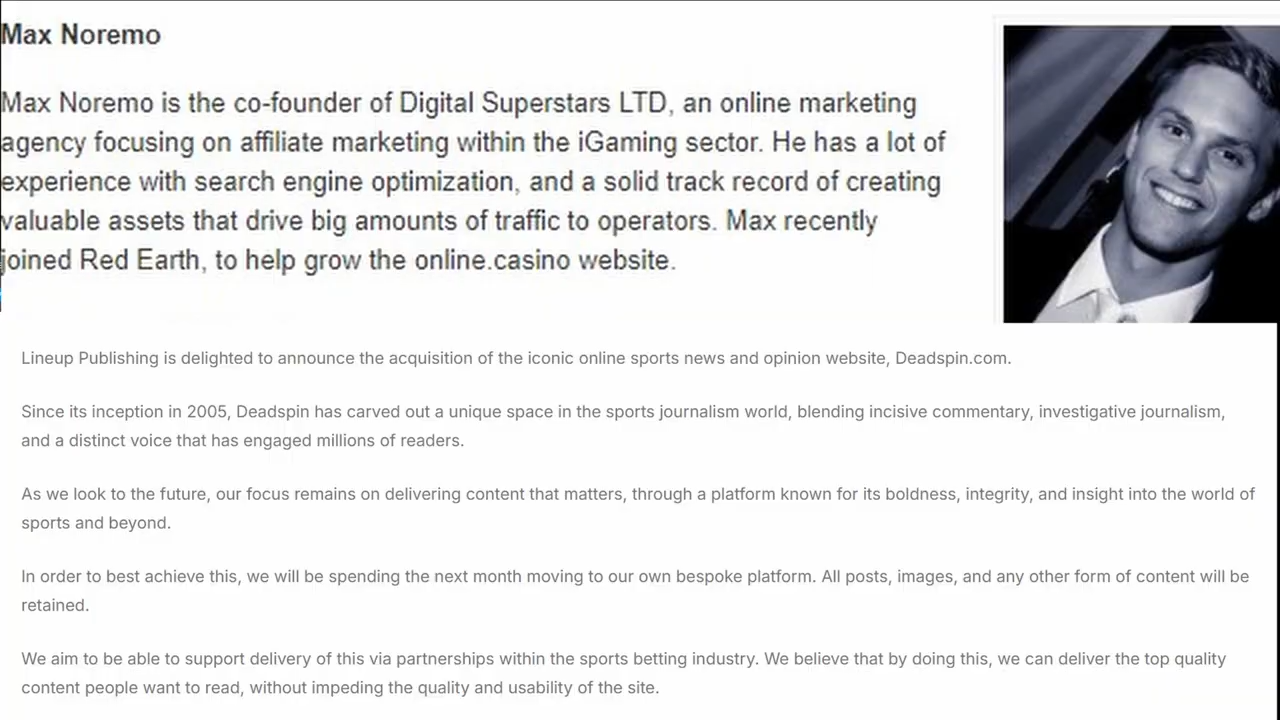 Max Noremo
Max Noremo is the co-founder of Digital Superstars LTD, an online marketing
agency focusing on affiliate marketing within the iGaming sector. He has a lot of
experience with search engine optimization, and a solid track record of creating
valuable assets that drive big amounts of traffic to operators. Max recently
joined Red Earth, to help grow the online.casino website.
Lineup Publishing is delighted to announce the acquisition of the iconic online sports news and opinion website, Deadspin.com.
Since its inception in 2005, Deadspin has carved out a unique space in the sports journalism world, blending incisive commentary, investigative journalism,
and a distinct voice that has engaged millions of readers.
As we look to the future, our focus remains on delivering content that matters, through a platform known for its boldness, integrity, and insight into the world of
sports and beyond.
In order to best achieve this, we will be spending the next month moving to our own bespoke platform. All posts, images, and any other form of content will be
retained.
We aim to be able to support delivery of this via partnerships within the sports betting industry. We believe that by doing this, we can deliver the top quality
content people want to read, without impeding the quality and usability of the site.